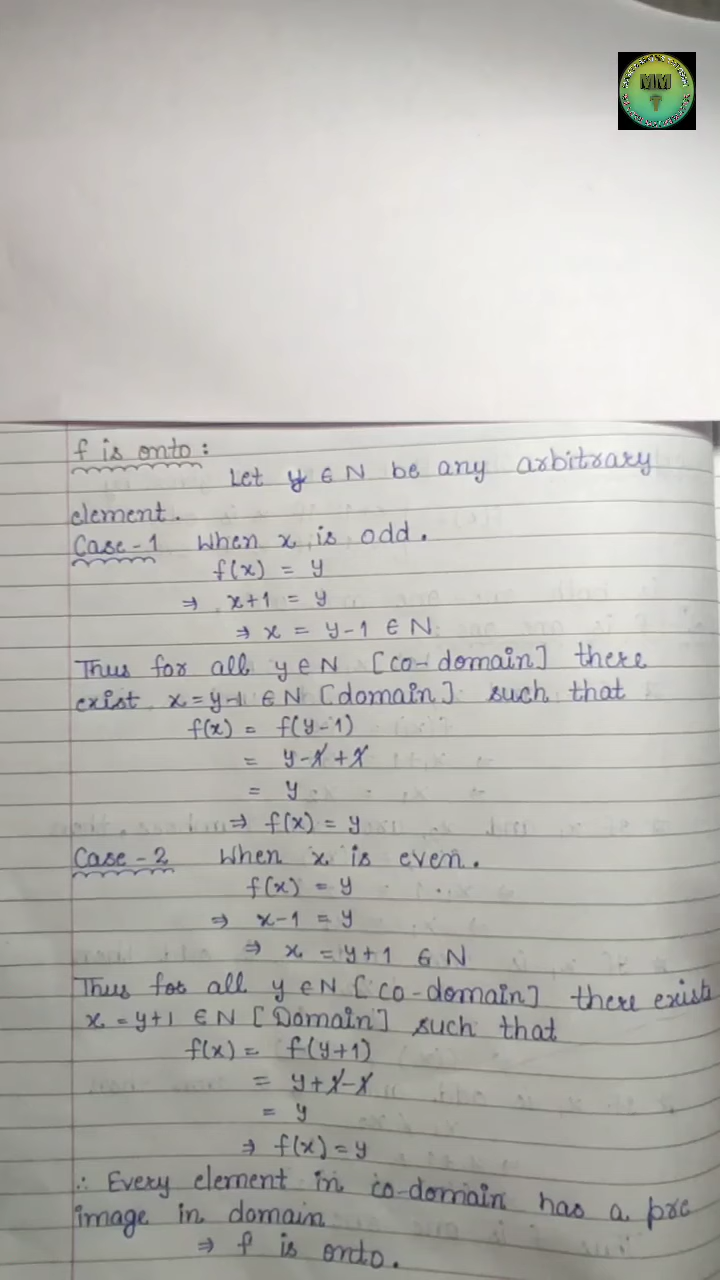 MM
f is onto :
Let y ∈ N be any arbitrary
element.
Case-1 When x is odd.
f(x) = y
⇒ x+1 = y
⇒ x = y-1 ∈ N
Thus for all y ∈ N [co-domain] there
exist x = y-1 ∈ N [domain] such that
f(x) = f(y-1)
= y-1+1
= y
⇒ f(x) = y
Case-2 When x is even.
f(x) = y
⇒ x-1 = y
⇒ x = y+1 ∈ N
Thus for all y ∈ N [co-domain] there exists
x = y+1 ∈ N [Domain] such that
f(x) = f(y+1)
= y+1-1
= y
⇒ f(x) = y
∴ Every element in co-domain has a pre
image in domain
⇒ f is onto.